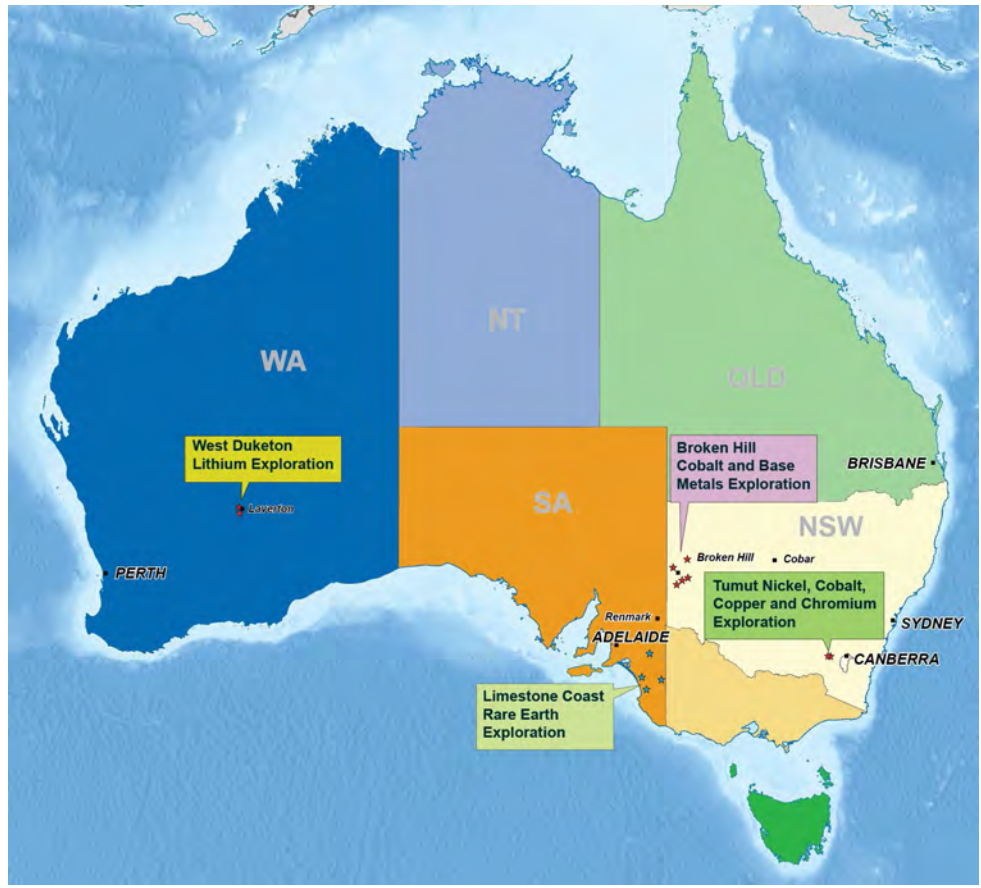 NT
WA
QLD
West Duketon
Lithium Exploration
Broken Hill
Cobalt and Base
Metals Exploration
BRISBANE
SA
Laverton
NSW
Broken Hill
Cobar
PERTH
Tumut Nickel, Cobalt,
Copper and Chromium
Exploration
Renmark
SYDNEY
ADELAIDE
CANBERRA
Limestone Coast
Rare Earth
Exploration